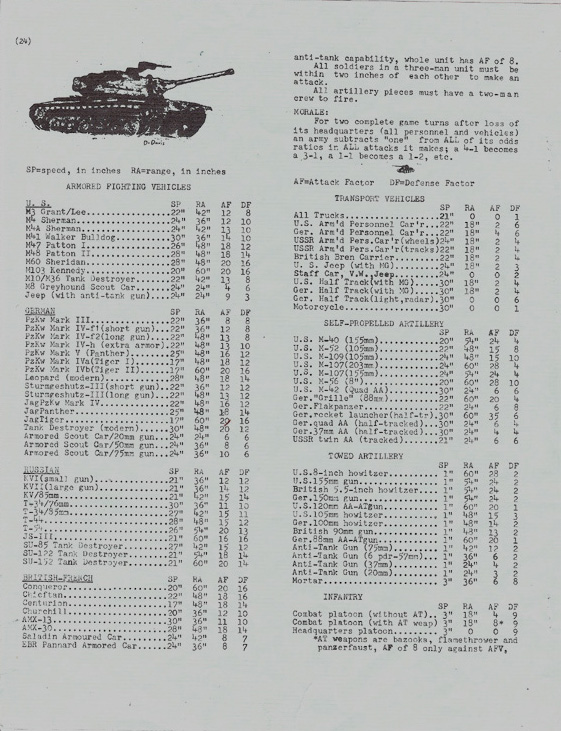 (24)
Dr Davis
SP=speed, in inches RA=range, in inches
ARMORED FIGHTING VEHICLES
U. S. SP RA AF DF
M3 Grant/Lee..............22" 42" 12 8
M4 Sherman................24" 36" 12 10
M4A Sherman...............24" 42" 13 10
M41 Walker Bulldog........30" 36" 14 10
M47 Patton I..............26" 48" 18 12
M48 Patton II.............28" 48" 18 14
M60 Sheridan..............28" 48" 20 16
M103 Kennedy..............20" 60" 20 16
M10/M36 Tank Destroyer....22" 42" 13 8
M8 Greyhound Scout Car....24" 24" 4 6
Jeep (with anti-tank gun)....24" 24" 9 3
GERMAN SP RA AF DF
PzKw Mark III.............22" 36" 8 8
PzKw Mark IV-f1(short gun)....22" 36" 12 8
PzKw Mark IV-f2(long gun)....22" 48" 13 8
PzKw Mark IV-h (extra armor)..22" 48" 13 10
PzKw Mark V (Panther).....25" 48" 16 12
PzKw Mark IVa(Tiger I)....17" 48" 18 12
PzKw Mark IVb(Tiger II)...17" 60" 20 16
Leopard (modern)..........28" 48" 18 14
Sturmgeshutz-III(short gun)...22" 36" 12 12
Sturmgeshutz-III(long gun)....22" 48" 13 12
JagPzKw Mark IV...........22" 48" 16 12
JagPanther................25" 48" 18 14
JagTiger..................17" 60" 20 16
Tank Destroyer (modern)...30" 48" 20 12
Armored Scout Car/20mm gun...24" 24" 6 6
Armored Scout Car/50mm gun...24" 36" 8 6
Armored Scout Car/75mm gun...24" 36" 10 6
RUSSIAN SP RA AF DF
KVI(small gun)............21" 36" 12 12
KVII(large gun)...........21" 36" 14 12
KV/85mm...................21" 42" 15 14
T-34/76mm.................30" 36" 11 10
T-34/85mm.................27" 42" 15 11
T-44......................28" 48" 15 12
T-54......................26" 54" 20 13
JS-III....................21" 60" 16 16
SU-85 Tank Destroyer......27" 42" 15 12
SU-122 Tank Destroyer.....21" 54" 18 14
SU-152 Tank Destroyer.....21" 60" 20 14
BRITISH-FRENCH SP RA AF DF
Conqueror.................20" 60" 20 16
Chieftan..................22" 48" 18 16
Centurion.................17" 48" 18 14
Churchill.................20" 36" 12 10
AMX-13....................30" 36" 11 10
AMX-30....................28" 48" 18 14
Saladin Armoured Car......24" 42" 8 7
EBR Pannard Armored Car...24" 36" 8 7
anti-tank capability, whole unit has AF of 8.
All soldiers in a three-man unit must be
within two inches of each other to make an
attack.
All artillery pieces must have a two-man
crew to fire.
MORALE:
For two complete game turns after loss of
its headquarters (all personnel and vehicles)
an army subtracts "one" from ALL of its odds
ratios in ALL attacks it makes; a 4-1 becomes
a 3-1, a 1-1 becomes a 1-2, etc.
AF=Attack Factor DF=Defense Factor
TRANSPORT VEHICLES
SP RA AF DF
All Trucks................21" 0 0 1
U.S. Arm'd Personnel Car'r...22" 18" 2 6
Ger. Arm'd Personnel Car'r...22" 18" 4 6
USSR Arm'd Pers.Car'r(wheels)24" 18" 2 4
USSR Arm'd Pers.Car'r(tracks)22" 18" 2 4
British Bren Carrier......22" 18" 2 4
U. S. Jeep (with MG)......24" 18" 2 3
Staff Car, V.W.,Jeep......24" 0 0 2
U.S. Half Track(with MG)....30" 18" 2 4
Ger. Half Track(with MG)....30" 18" 2 4
Ger. Half Track(light,radar).30" 0 0 6
Motorcycle................30" 0 0 1
SELF-PROPELLED ARTILLERY
SP RA AF DF
U.S. M-40 (155mm).........20" 54" 24 4
U.S. M-52 (105mm).........22" 48" 15 8
U.S. M-109(105mm).........24" 48" 15 10
U.S. M-107(203mm).........24" 60" 28 4
U.S. M-107(155mm).........24" 54" 24 4
U.S. M-56 (8")............20" 60" 28 10
U.S. M-42 (Quad AA).......30" 24" 6 6
Ger."Grille" (88mm).......22" 60" 20 4
Ger.Flakpanzer............22" 24" 6 8
Ger.rocket launcher(half-tr).30" 60" 35 6
Ger.quad AA (half-tracked)...30" 24" 6 4
Ger.37mm AA (half-tracked)...30" 24" 4 4
USSR twin AA (tracked)....21" 24" 6 6
TOWED ARTILLERY
SP RA AF DF
U.S.8-inch howitzer.......1" 60" 28 2
U.S.155mm gun.............1" 54" 24 2
British 5.5-inch howitzer....1" 54" 24 2
Ger.150mm gun.............1" 54" 24 2
U.S.120mm AA-ATgun........1" 60" 20 1
U.S.105mm howitzer........1" 48" 15 3
Ger.100mm howitzer........1" 48" 14 2
British 90mm gun..........1" 48" 13 2
Ger.88mm AA-ATgun.........1" 60" 20 1
Anti-Tank Gun (75mm)......1" 42" 12 2
Anti-Tank Gun (6 pdr-57mm)...1" 36" 6 2
Anti-Tank Gun (37mm)......1" 24" 4 2
Anti-Tank Gun (20mm)......1" 24" 3 2
Mortar....................3" 36" 6 8
INFANTRY
SP RA AF DF
Combat platoon (without AT).. 3" 18" 4 9
Combat platoon (with AT weap) 3" 18" 8* 9
Headquarters platoon...... 3" 0 0 9
*AT weapons are bazooka, flamethrower and
panzerfaust, AF of 8 only against AFV,